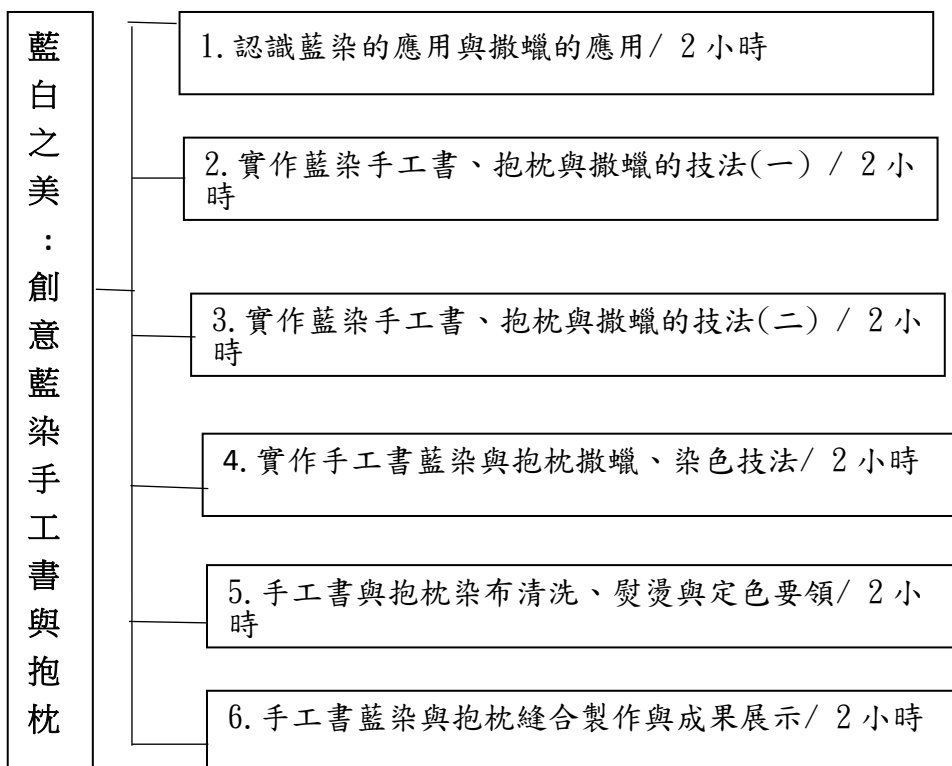 藍白之美：創意藍染手工書與抱枕
1.認識藍染的應用與撒蠟的應用/ 2小時
2.實作藍染手工書、抱枕與撒蠟的技法(一) / 2小
時
3.實作藍染手工書、抱枕與撒蠟的技法(二) / 2小
時
4.實作手工書藍染與抱枕撒蠟、染色技法/ 2小時
5.手工書與抱枕染布清洗、熨燙與定色要領/ 2小
時
6.手工書藍染與抱枕縫合製作與成果展示/ 2小時